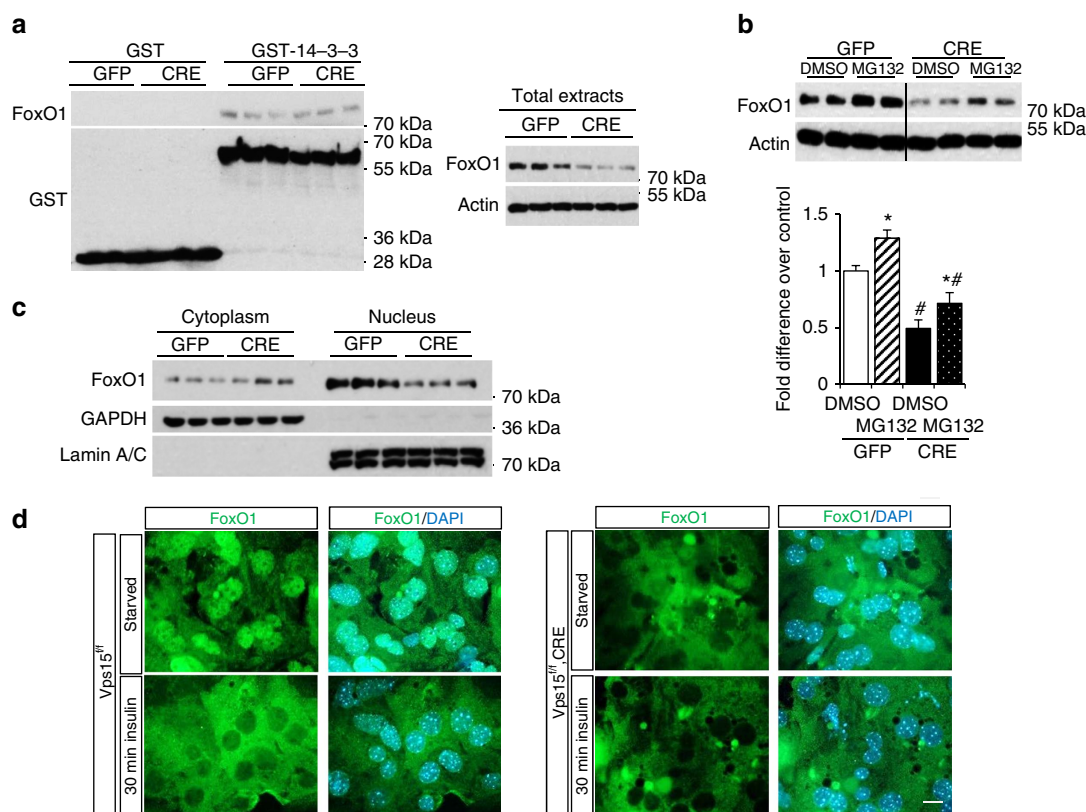 a
GST
GST-14–3–3
GFP CRE GFP CRE
FoxO1
70 kDa
70 kDa
55 kDa
GST
36 kDa
28 kDa
Total extracts
GFP CRE
FoxO1
70 kDa
55 kDa
Actin
b
GFP CRE
DMSO MG132 DMSO MG132
FoxO1
70 kDa
55 kDa
Actin
Fold difference over control
1.5
1
0.5
0
*
#
*#
DMSO DMSO
MG132 MG132
GFP CRE
c
Cytoplasm Nucleus
GFP CRE GFP CRE
FoxO1
70 kDa
GAPDH
36 kDa
Lamin A/C
70 kDa
d
FoxO1 FoxO1/DAPI
Vps15f/f
Starved
30 min insulin
FoxO1 FoxO1/DAPI
Vps15f/f,CRE
Starved
30 min insulin